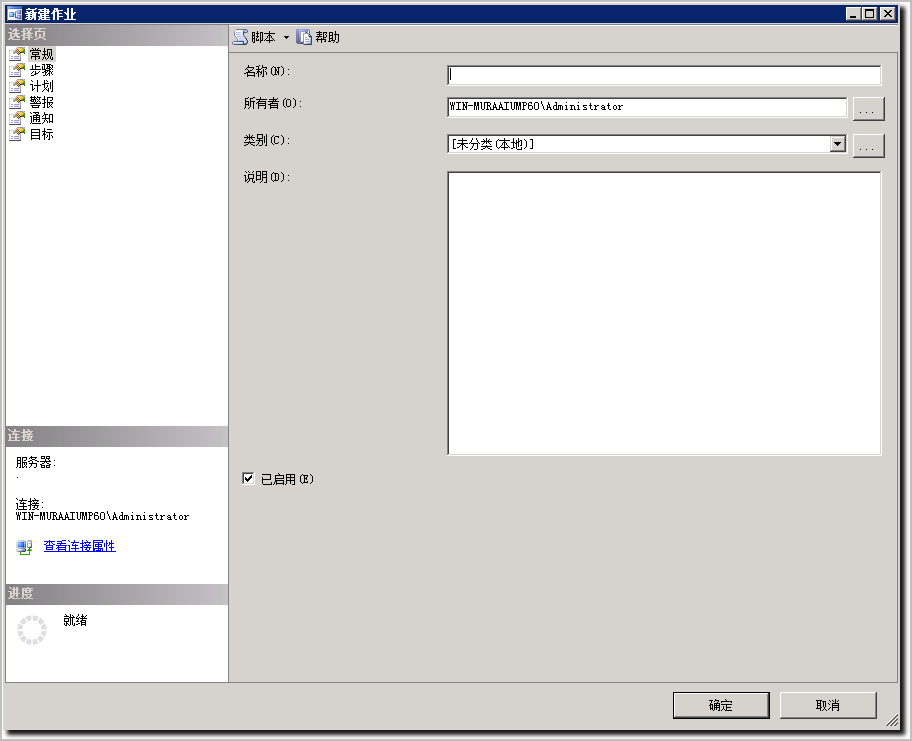 新建作业
选择页
常规
步骤
计划
警报
通知
目标
脚本 帮助
名称(N):
所有者(O):
WIN-MURAAIUMP6O\Administrator
...
类别(C):
[未分类(本地)]
...
说明(D):
已启用(E)
连接
服务器:
.
连接:
WIN-MURAAIUMP6O\Administrator
查看连接属性
进度
就绪
确定
取消